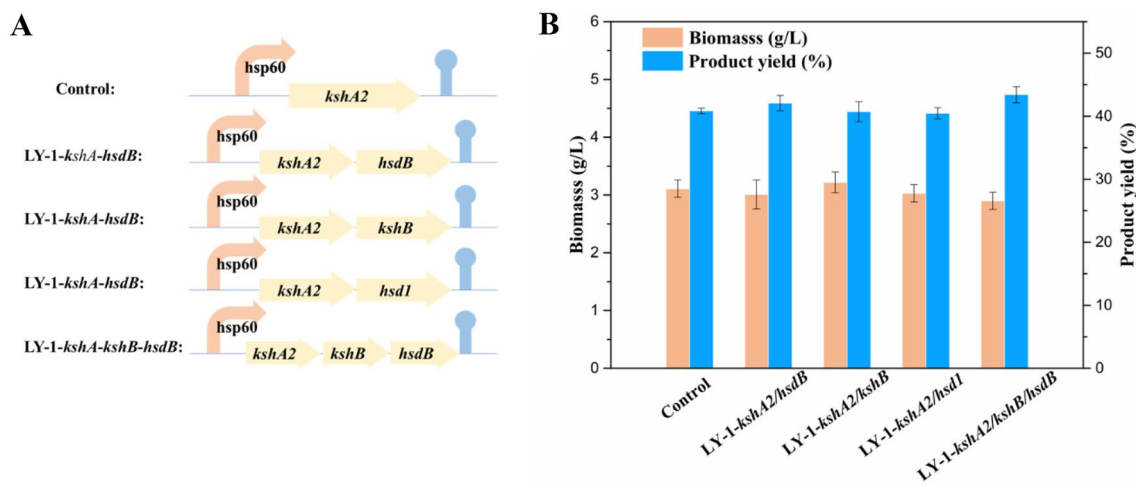 A
Control:
hsp60
kshA2
LY-1-kshA-hsdB:
hsp60
kshA2
hsdB
LY-1-kshA-hsdB:
hsp60
kshA2
kshB
LY-1-kshA-hsdB:
hsp60
kshA2
hsd1
LY-1-kshA-kshB-hsdB:
hsp60
kshA2
kshB
hsdB
B
Biomasss (g/L)
Product yield (%)
Biomasss (g/L)
6
5
4
3
2
1
0
Product yield (%)
50
40
30
20
10
0
Control
LY-1-kshA2/hsdB
LY-1-kshA2/kshB
LY-1-kshA2/hsd1
LY-1-kshA2/kshB/hsdB